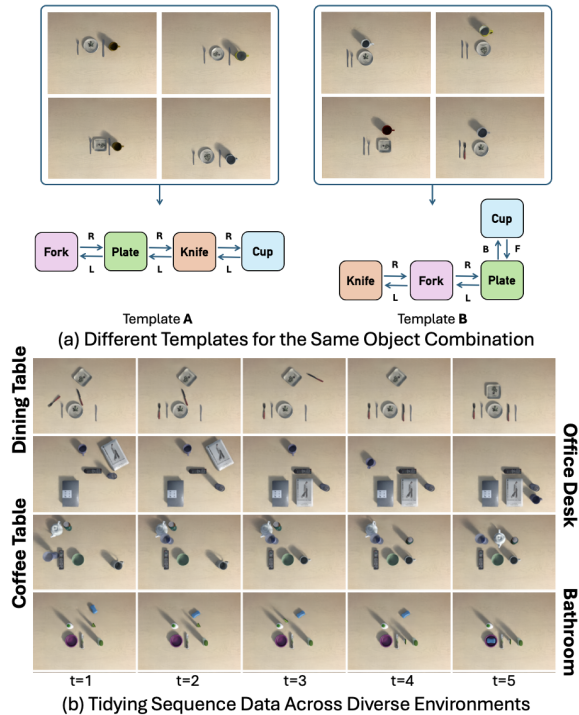 R R R
Fork Plate Knife Cup
L L L
Template A
Cup
B F
R R
Knife Fork Plate
L L
Template B
(a) Different Templates for the Same Object Combination
Dining Table
Office Desk
Coffee Table
Bathroom
t=1 t=2 t=3 t=4 t=5
(b) Tidying Sequence Data Across Diverse Environments